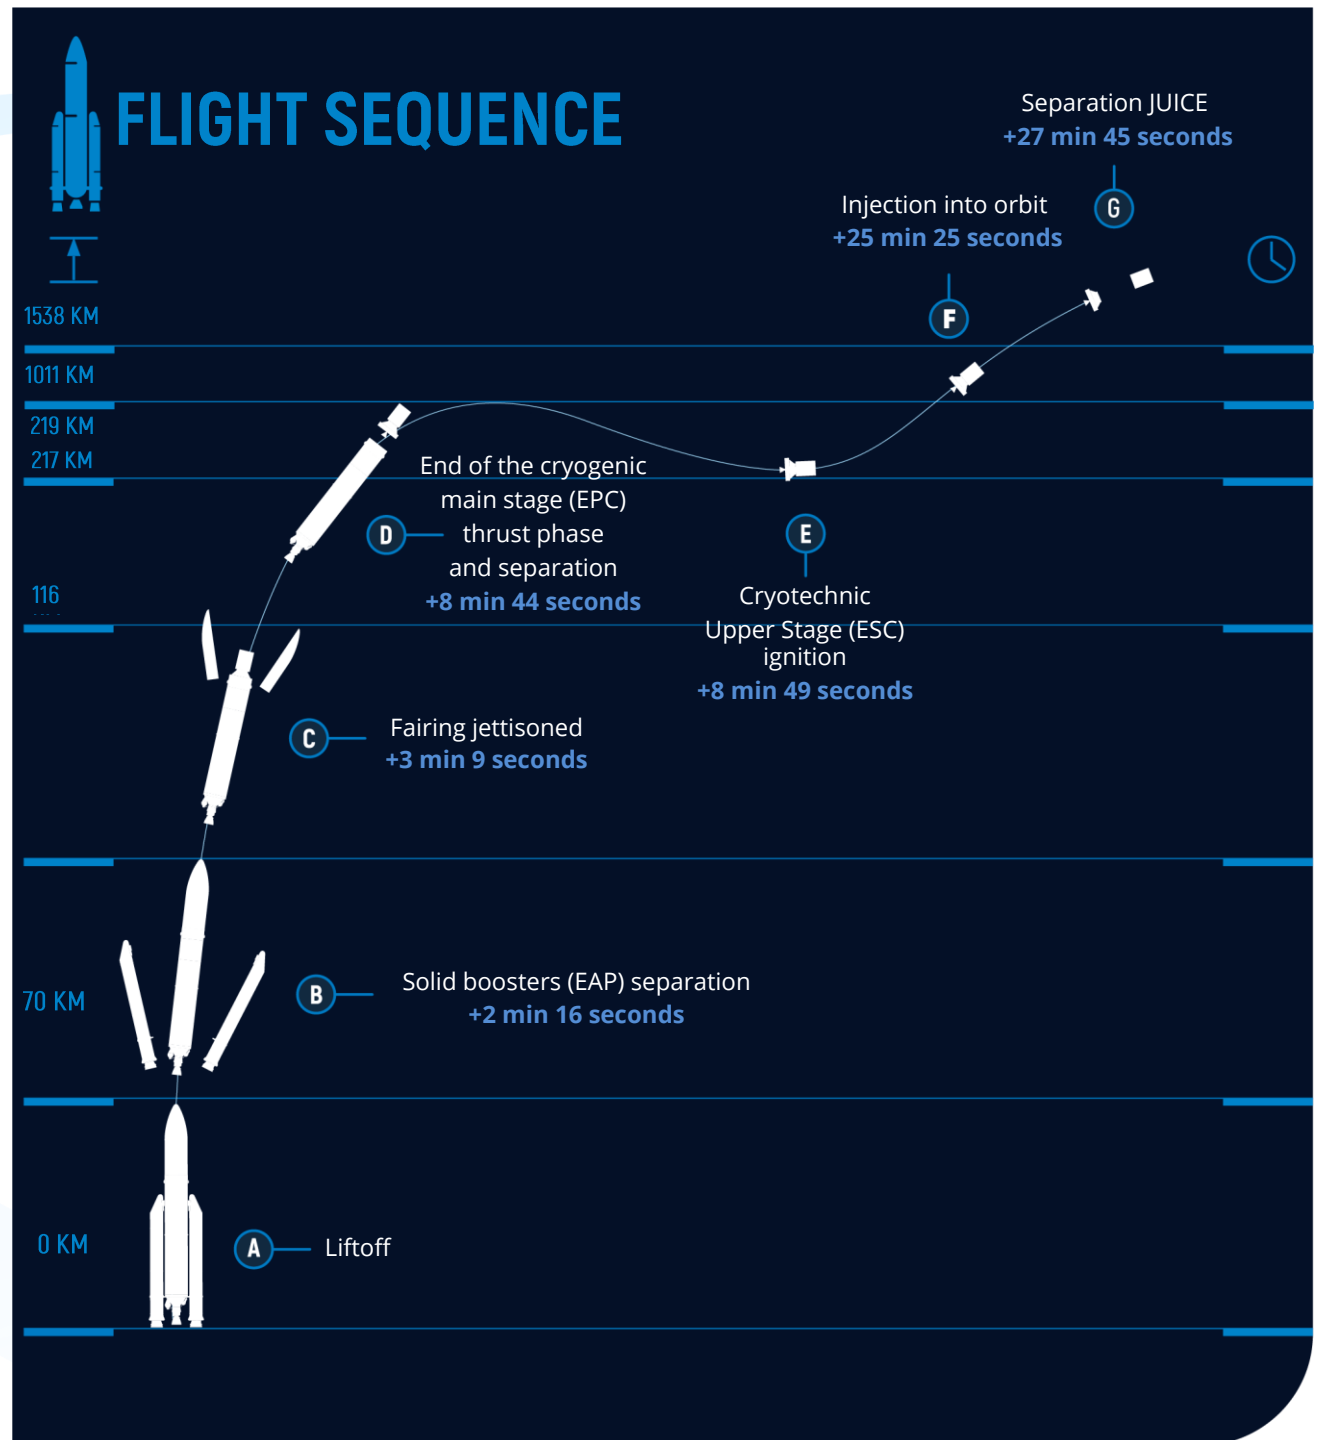 FLIGHT SEQUENCE
Separation JUICE
+27 min 45 seconds
G
Injection into orbit
+25 min 25 seconds
F
1538 KM
1011 KM
219 KM
217 KM
End of the cryogenic
main stage (EPC)
thrust phase
and separation
+8 min 44 seconds
D
E
Cryotechnic
Upper Stage (ESC)
ignition
+8 min 49 seconds
116
C
Fairing jettisoned
+3 min 9 seconds
70 KM
B
Solid boosters (EAP) separation
+2 min 16 seconds
0 KM
A
Liftoff